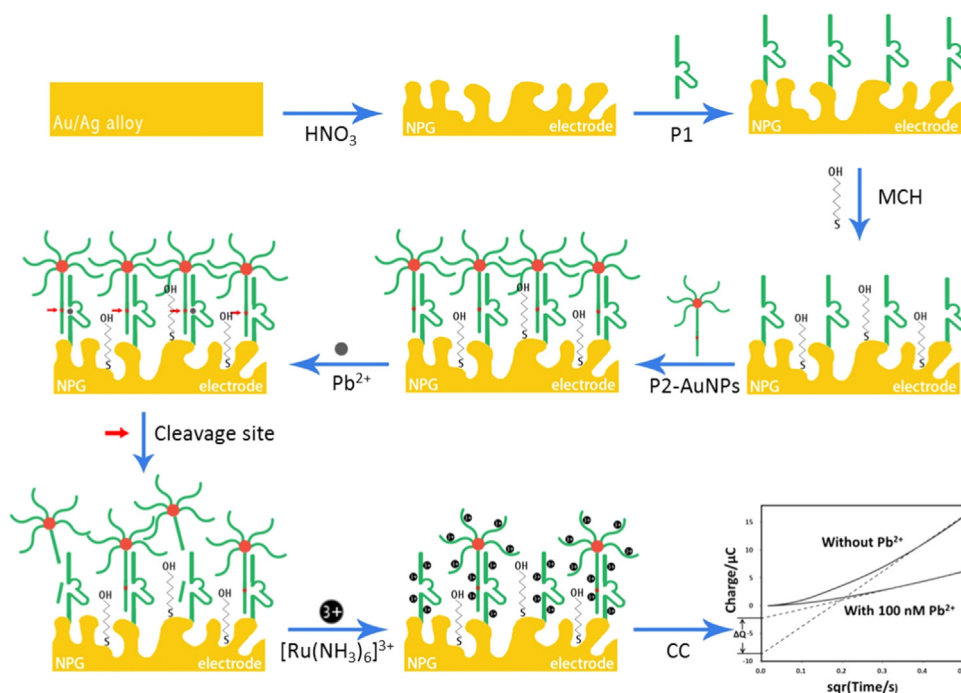 Au/Ag alloy
HNO₃
NPG
electrode
P1
NPG
electrode
OH
S
MCH
OH
OH
OH
S
S
S
NPG
electrode
P2-AuNPs
OH
OH
OH
S
S
S
NPG
electrode
Pb²⁺
OH
OH
OH
S
S
S
NPG
electrode
Cleavage site
OH
OH
OH
S
S
S
NPG
electrode
3+
[Ru(NH₃)₆]³⁺
OH
OH
OH
S
S
S
NPG
electrode
CC
Charge/μC
15
10
5
0
-5
-10
ΔQ
Without Pb²⁺
With 100 nM Pb²⁺
0.0
0.1
0.2
0.3
0.4
sqr(Time/s)